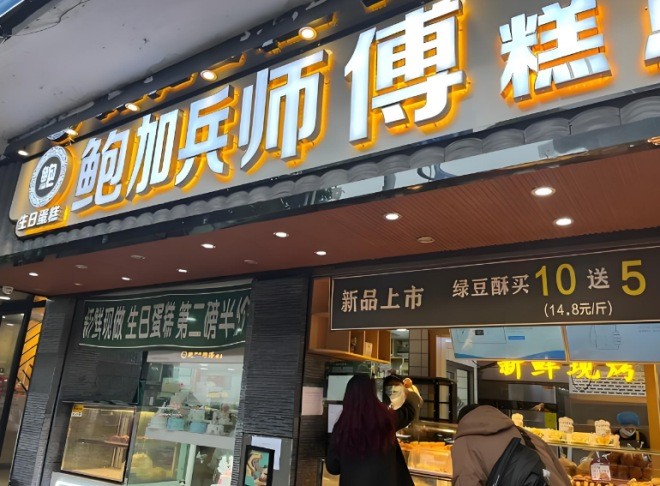 鲍加兵师傅糕
鲍
生日蛋糕
新品上市 绿豆酥买10送5
(14.8元/斤)
新鲜现做 生日蛋糕 第二磅半价
新鲜现烤